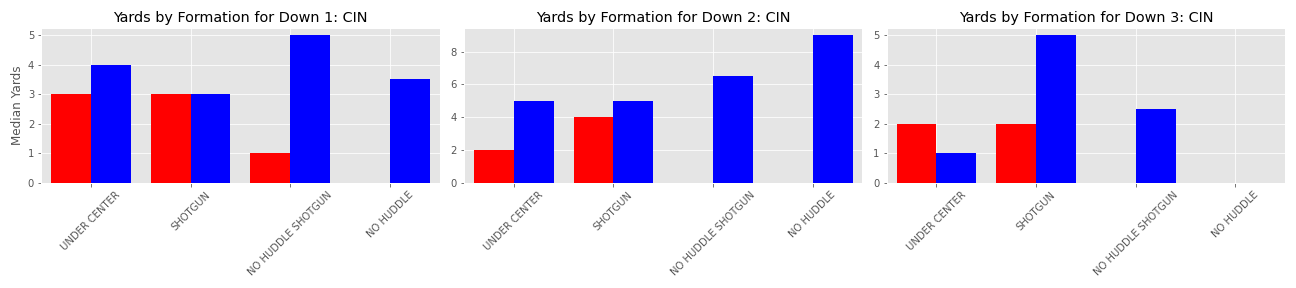 Yards by Formation for Down 1: CIN
Median Yards
5
4
3
2
1
0
UNDER CENTER
SHOTGUN
NO HUDDLE SHOTGUN
NO HUDDLE
Yards by Formation for Down 2: CIN
8
6
4
2
0
UNDER CENTER
SHOTGUN
NO HUDDLE SHOTGUN
NO HUDDLE
Yards by Formation for Down 3: CIN
5
4
3
2
1
0
UNDER CENTER
SHOTGUN
NO HUDDLE SHOTGUN
NO HUDDLE